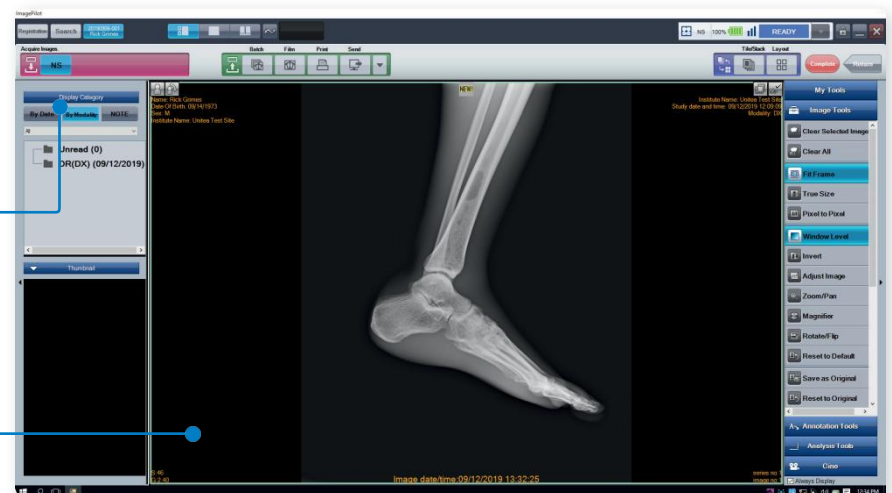 ImagePilot
Registration Search Rick Grimes
NS 100% READY
Acquire Images.
Batch Film Print Send
Tile/Stack Layout
NS
Complete Return
Display Category
By Date By Modality NOTE
All
Unread (0)
DR(DX) (09/12/2019)
Thumbnail
NEW!
Name: Rick Grimes
Date Of Birth: 09/14/1973
Sex: M
Institute Name: Unitea Test Site
Institute Name: Unitea Test Site
Study date and time: 09/12/2019 12:09:
Modality: DX
Image date/time:09/12/2019 13:32:25
My Tools
Image Tools
Clear Selected Image
Clear All
Fit Frame
True Size
Pixel to Pixel
Window Level
Invert
Adjust Image
Zoom/Pan
Magnifier
Rotate/Flip
Reset to Default
Save as Original
Reset to Original
Annotation Tools
Analysis Tools
Cine
Always Display
12:34 PM